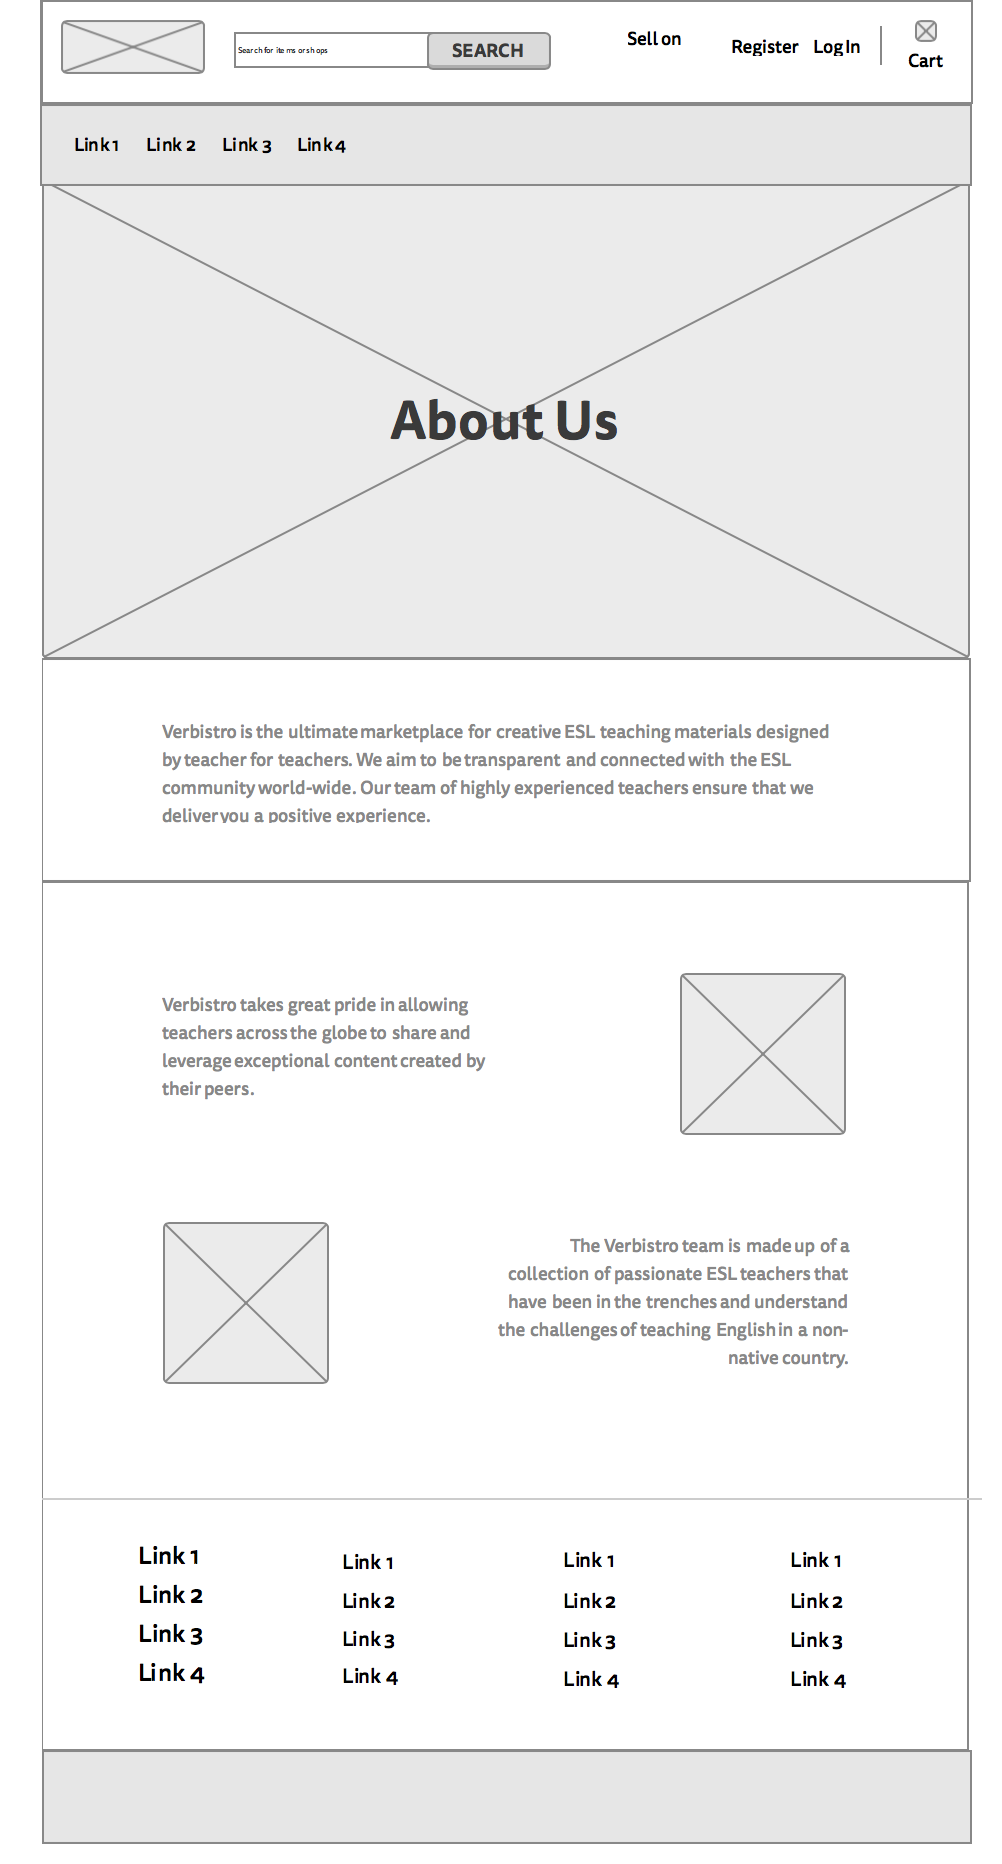 Search for items or shops
SEARCH
Sell on
Register
Log In
Cart
Link 1
Link 2
Link 3
Link 4
About Us
Verbistro is the ultimate marketplace for creative ESL teaching materials designed
by teacher for teachers. We aim to be transparent and connected with the ESL
community world-wide. Our team of highly experienced teachers ensure that we
deliver you a positive experience.
Verbistro takes great pride in allowing
teachers across the globe to share and
leverage exceptional content created by
their peers.
The Verbistro team is made up of a
collection of passionate ESL teachers that
have been in the trenches and understand
the challenges of teaching English in a non-
native country.
Link 1
Link 2
Link 3
Link 4
Link 1
Link 2
Link 3
Link 4
Link 1
Link 2
Link 3
Link 4
Link 1
Link 2
Link 3
Link 4